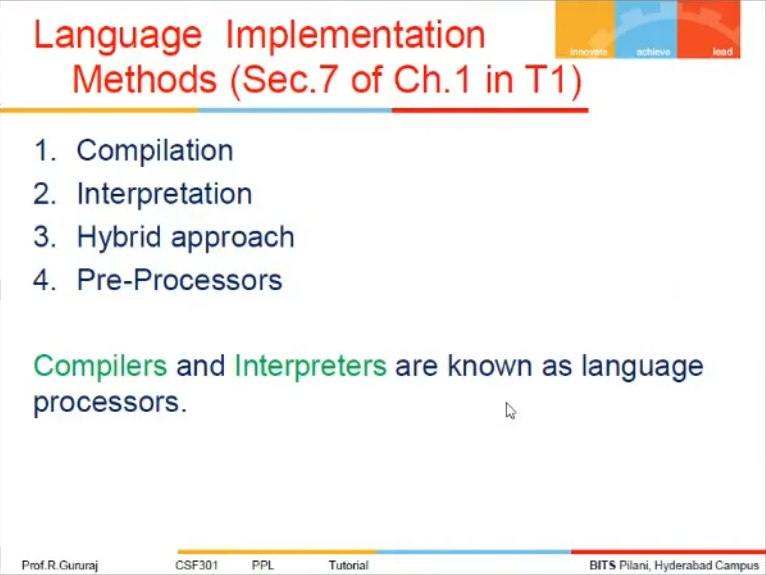 Language Implementation
Methods (Sec.7 of Ch.1 in T1)
innovate achieve lead
1. Compilation
2. Interpretation
3. Hybrid approach
4. Pre-Processors
Compilers and Interpreters are known as language
processors.
Prof.R.Gururaj CSF301 PPL Tutorial BITS Pilani, Hyderabad Campus